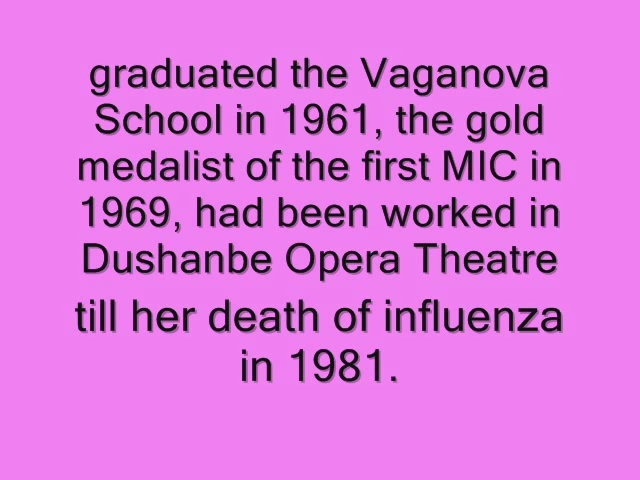 graduated the Vaganova
School in 1961, the gold
medalist of the first MIC in
1969, had been worked in
Dushanbe Opera Theatre
till her death of influenza
in 1981.